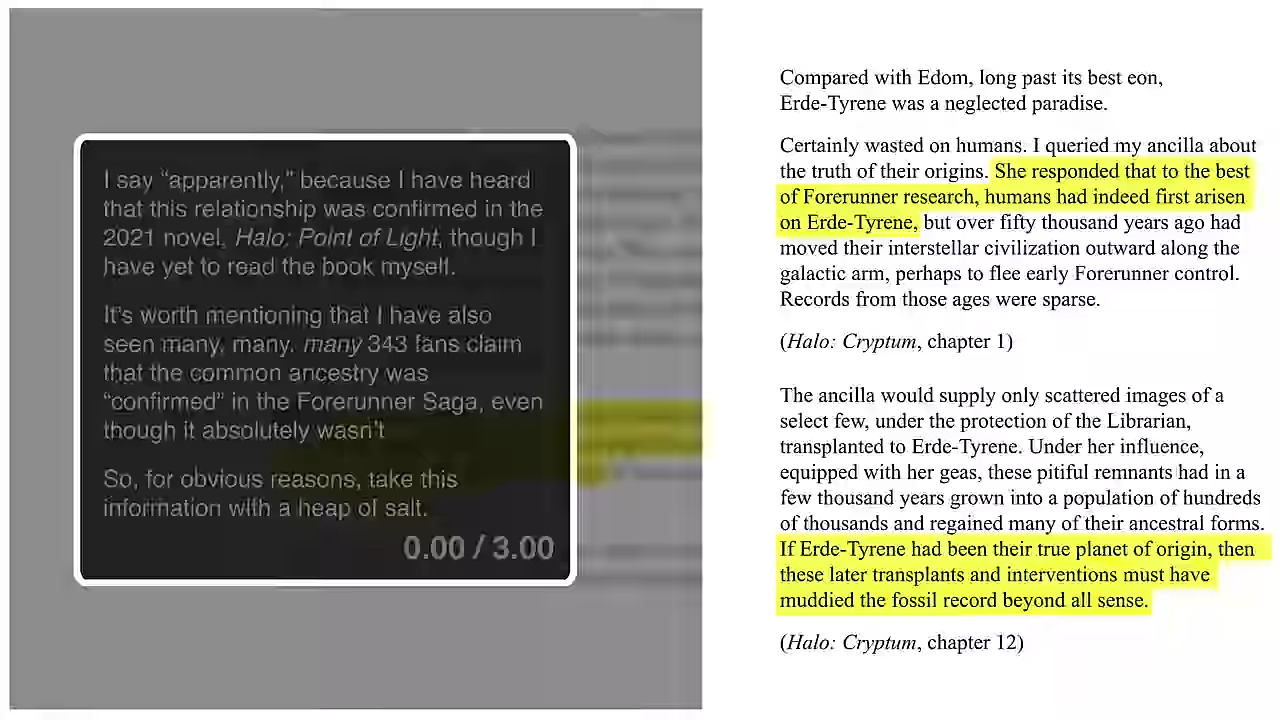 I say “apparently,” because I have heard
that this relationship was confirmed in the
2021 novel, Halo: Point of Light, though I
have yet to read the book myself.
It’s worth mentioning that I have also
seen many, many, many 343 fans claim
that the common ancestry was
“confirmed” in the Forerunner Saga, even
though it absolutely wasn’t
So, for obvious reasons, take this
information with a heap of salt.
0.00 / 3.00
Compared with Edom, long past its best eon,
Erde-Tyrene was a neglected paradise.
Certainly wasted on humans. I queried my ancilla about
the truth of their origins. She responded that to the best
of Forerunner research, humans had indeed first arisen
on Erde-Tyrene, but over fifty thousand years ago had
moved their interstellar civilization outward along the
galactic arm, perhaps to flee early Forerunner control.
Records from those ages were sparse.
(Halo: Cryptum, chapter 1)
The ancilla would supply only scattered images of a
select few, under the protection of the Librarian,
transplanted to Erde-Tyrene. Under her influence,
equipped with her geas, these pitiful remnants had in a
few thousand years grown into a population of hundreds
of thousands and regained many of their ancestral forms.
If Erde-Tyrene had been their true planet of origin, then
these later transplants and interventions must have
muddied the fossil record beyond all sense.
(Halo: Cryptum, chapter 12)